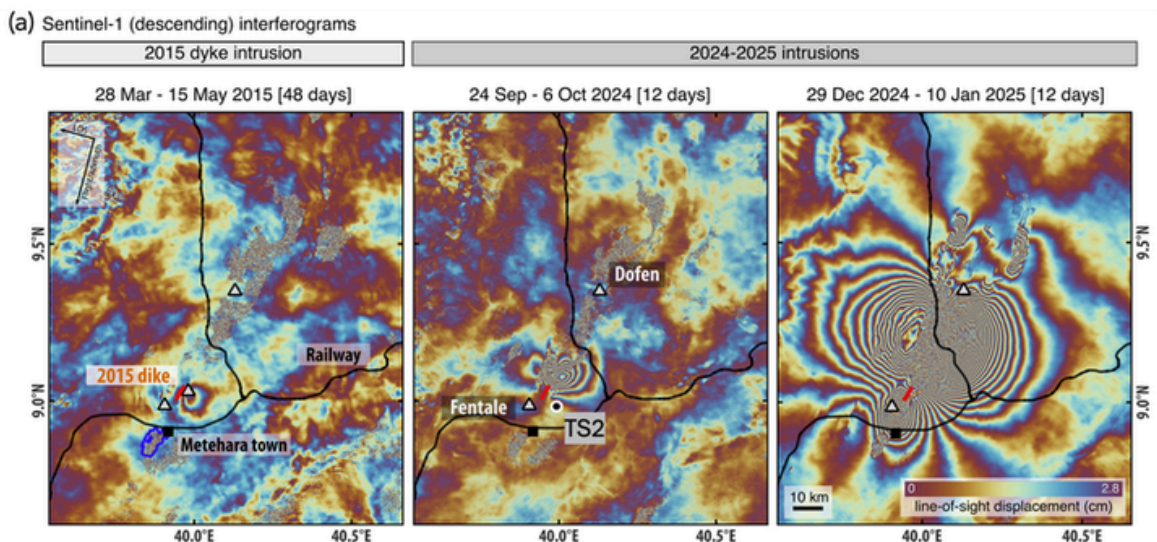 (a) Sentinel-1 (descending) interferograms
2015 dyke intrusion
2024-2025 intrusions
28 Mar - 15 May 2015 [48 days]
24 Sep - 6 Oct 2024 [12 days]
29 Dec 2024 - 10 Jan 2025 [12 days]
9.5°N
9.0°N
2015 dike
Railway
Metehara town
40.0°E
40.5°E
Dofen
Fentale
TS2
40.0°E
40.5°E
9.5°N
9.0°N
10 km
0
2.8
line-of-sight displacement (cm)
40.0°E
40.5°E